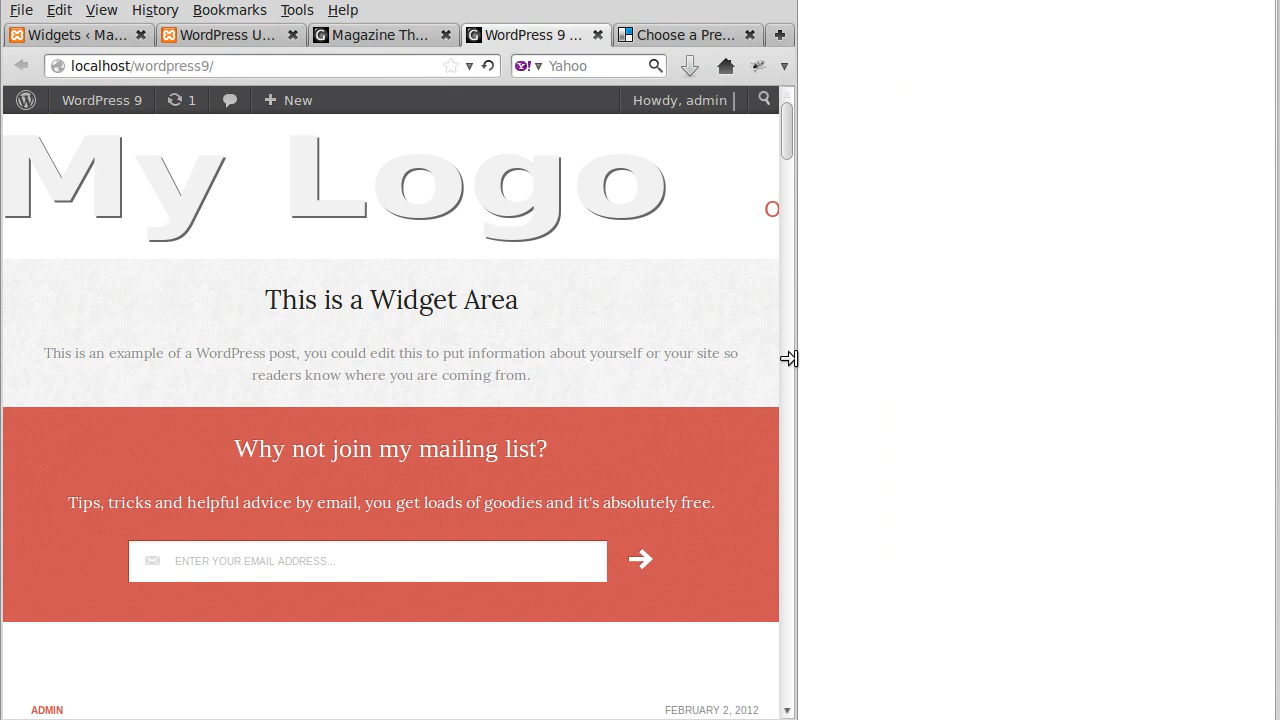 File Edit View History Bookmarks Tools Help
Widgets ‹ Ma... WordPress U... Magazine Th... WordPress 9 ... Choose a Pre...
localhost/wordpress9/ Yahoo
WordPress 9 1 New Howdy, admin
My Logo
O
This is a Widget Area
This is an example of a WordPress post, you could edit this to put information about yourself or your site so
readers know where you are coming from.
Why not join my mailing list?
Tips, tricks and helpful advice by email, you get loads of goodies and it's absolutely free.
ENTER YOUR EMAIL ADDRESS...
ADMIN FEBRUARY 2, 2012